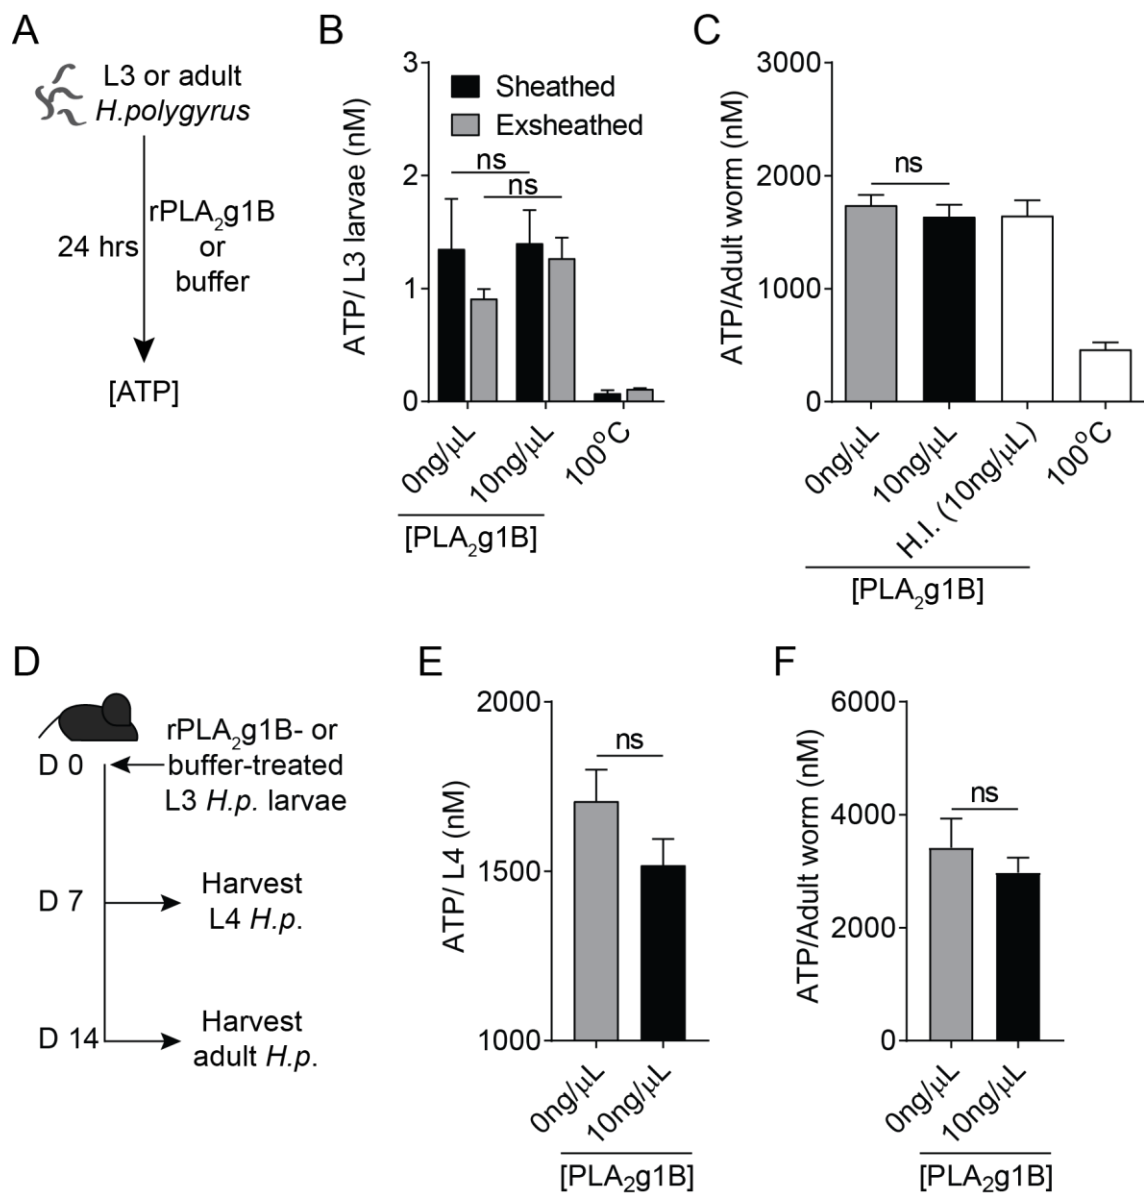 A
L3 or adult
H.polygyrus
24 hrs
rPLA₂g1B
or
buffer
[ATP]
B
ATP/ L3 larvae (nM)
3
2
1
0
Sheathed
Exsheathed
ns
ns
0ng/µL
10ng/µL
100°C
[PLA₂g1B]
C
ATP/Adult worm (nM)
3000
2000
1000
0
ns
0ng/µL
10ng/µL
H.I. (10ng/µL)
100°C
[PLA₂g1B]
D
D 0
rPLA₂g1B- or
buffer-treated
L3 H.p. larvae
D 7
Harvest
L4 H.p.
D 14
Harvest
adult H.p.
E
ATP/ L4 (nM)
2000
1500
1000
ns
0ng/µL
10ng/µL
[PLA₂g1B]
F
ATP/Adult worm (nM)
6000
4000
2000
0
ns
0ng/µL
10ng/µL
[PLA₂g1B]